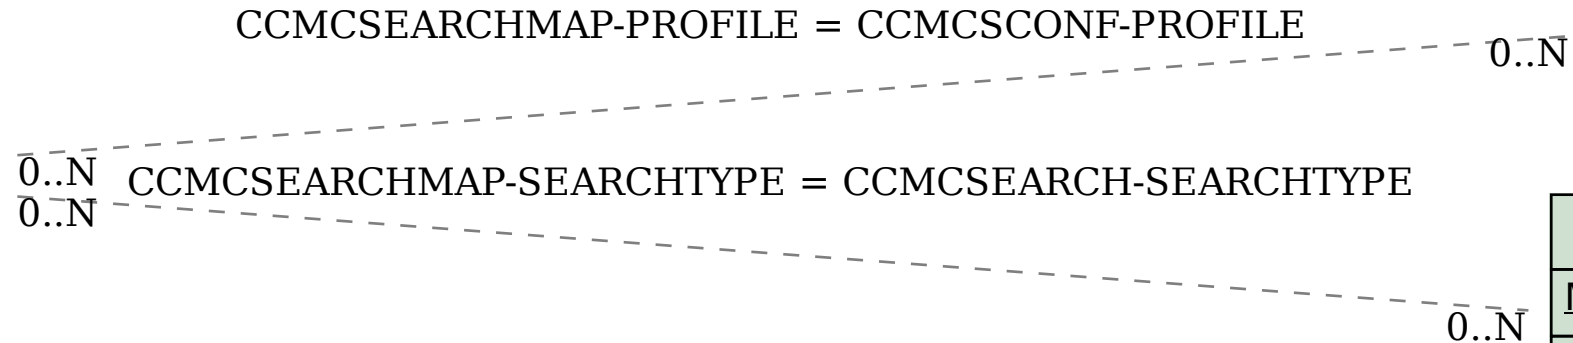 CCMCSEARCHMAP-PROFILE = CCMCSCONF-PROFILE
0..N
0..N
CCMCSEARCHMAP-SEARCHTYPE = CCMCSEARCH-SEARCHTYPE
0..N
0..N